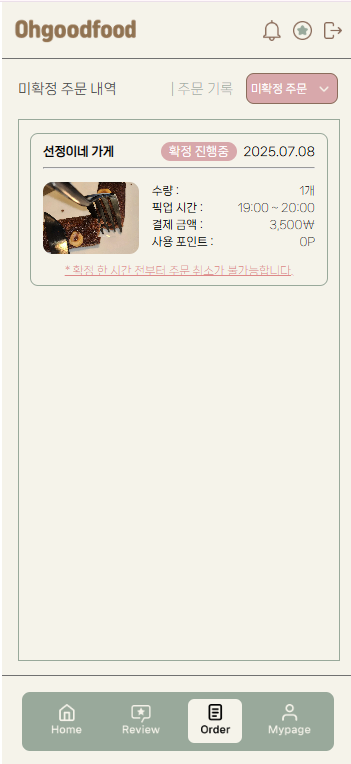 Ohgoodfood
미확정 주문 내역 | 주문 기록 미확정 주문
선정이네 가게 확정 진행중 2025.07.08
수량 : 1개
픽업 시간 : 19:00 ~ 20:00
결제 금액 : 3,500₩
사용 포인트 : 0P
* 확정 한 시간 전부터 주문 취소가 불가능합니다.
Home Review Order Mypage